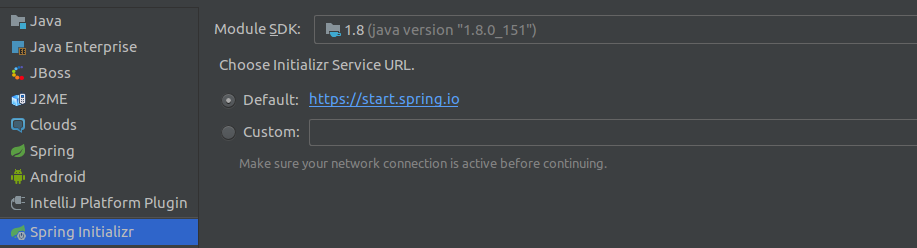 Java
Java Enterprise
JBoss
J2ME
Clouds
Spring
Android
IntelliJ Platform Plugin
Spring Initializr
Module SDK: 1.8 (java version "1.8.0_151")
Choose Initializr Service URL.
Default: https://start.spring.io
Custom:
Make sure your network connection is active before continuing.